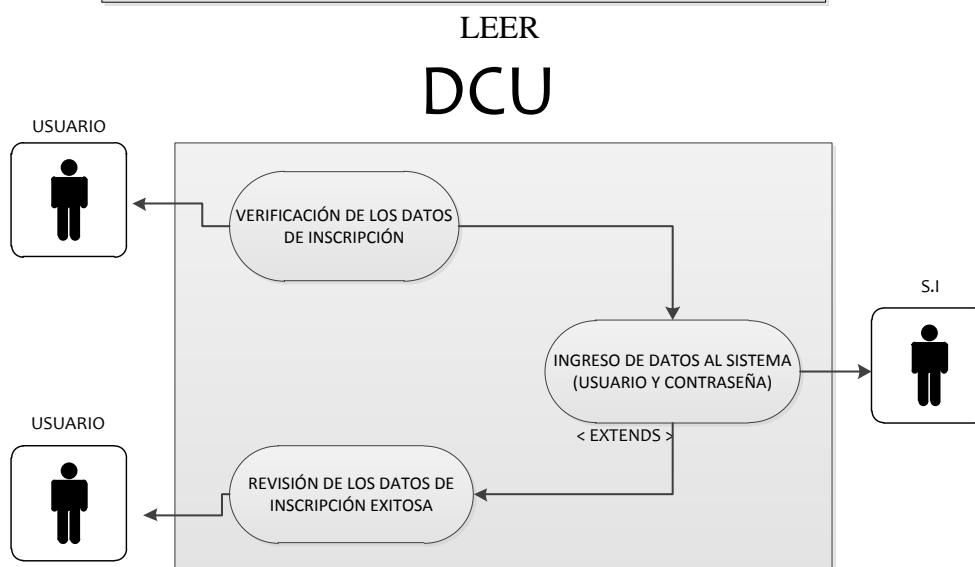 LEER
DCU
USUARIO
VERIFICACIÓN DE LOS DATOS
DE INSCRIPCIÓN
S.I
INGRESO DE DATOS AL SISTEMA
(USUARIO Y CONTRASEÑA)
< EXTENDS >
USUARIO
REVISIÓN DE LOS DATOS DE
INSCRIPCIÓN EXITOSA